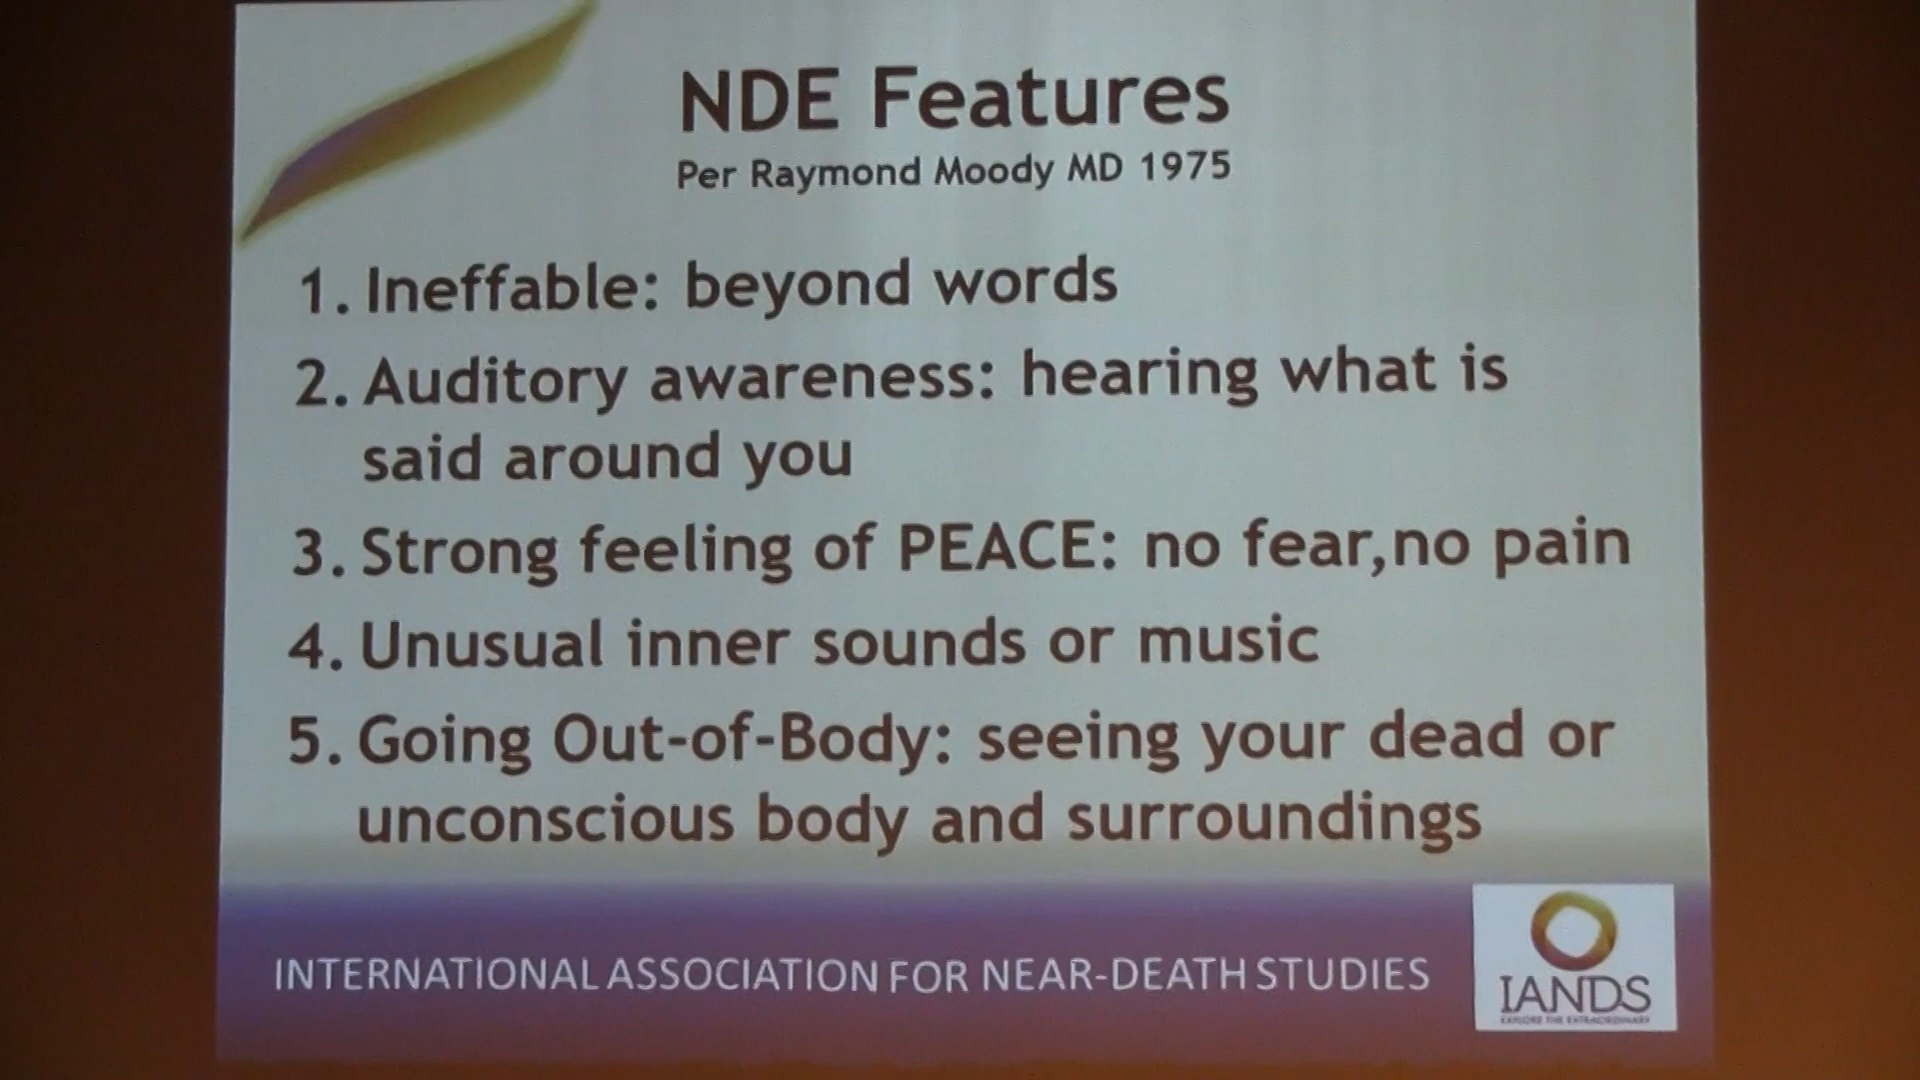 NDE Features
Per Raymond Moody MD 1975
1. Ineffable: beyond words
2. Auditory awareness: hearing what is
said around you
3. Strong feeling of PEACE: no fear,no pain
4. Unusual inner sounds or music
5. Going Out-of-Body: seeing your dead or
unconscious body and surroundings
INTERNATIONAL ASSOCIATION FOR NEAR-DEATH STUDIES
IANDS
EXPLORE THE EXTRAORDINARY